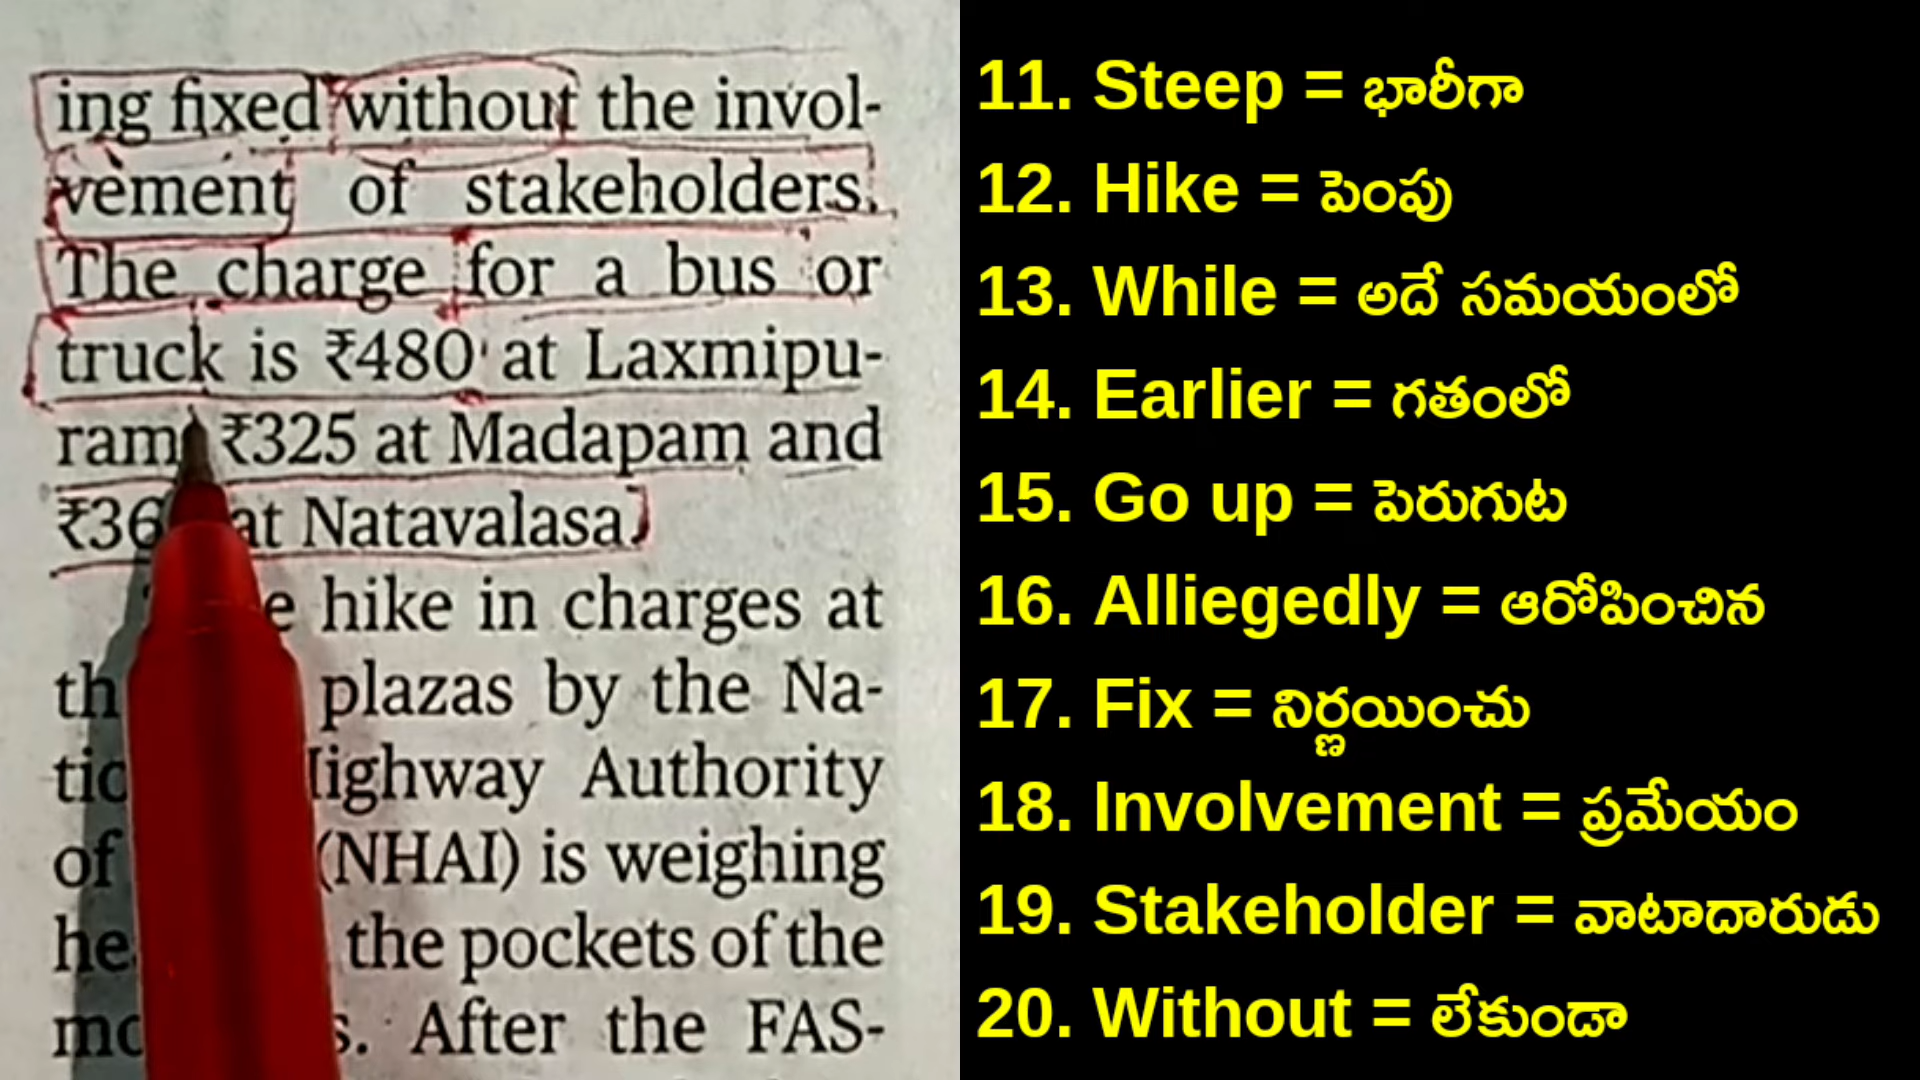 ing fixed without the invol-
vement of stakeholders.
The charge for a bus or
truck is ₹480 at Laxmipu-
ram, ₹325 at Madapam and
at Natavalasa.
hike in charges at
plazas by the Na-
Highway Authority
of (NHAI) is weighing
the pockets of the
After the FAS-
11. Steep = భారీగా
12. Hike = పెంపు
13. While = అదే సమయంలో
14. Earlier = గతంలో
15. Go up = పెరుగుట
16. Alliegedly = ఆరోపించిన
17. Fix = నిర్ణయించు
18. Involvement = ప్రమేయం
19. Stakeholder = వాటాదారుడు
20. Without = లేకుండా